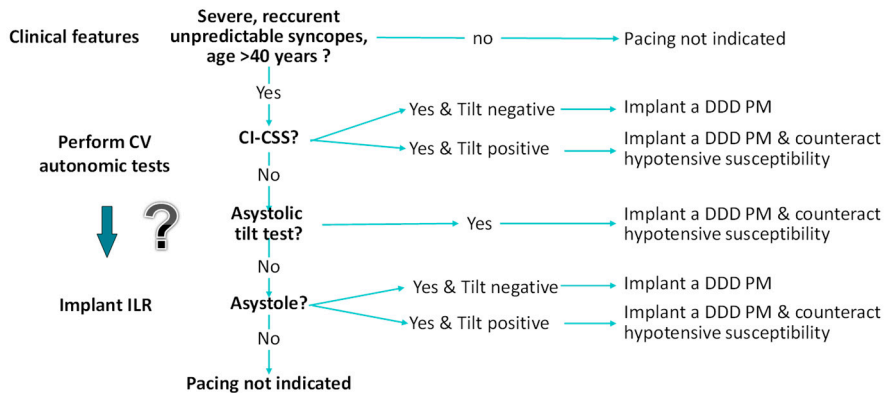 Clinical features
Severe, reccurent
unpredictable syncopes,
age >40 years ?
no
Pacing not indicated
Yes
Perform CV
autonomic tests
CI-CSS?
Yes & Tilt negative
Implant a DDD PM
Yes & Tilt positive
Implant a DDD PM & counteract
hypotensive susceptibility
No
?
Asystolic
tilt test?
Yes
Implant a DDD PM & counteract
hypotensive susceptibility
No
Implant ILR
Asystole?
Yes & Tilt negative
Implant a DDD PM
Yes & Tilt positive
Implant a DDD PM & counteract
hypotensive susceptibility
No
Pacing not indicated